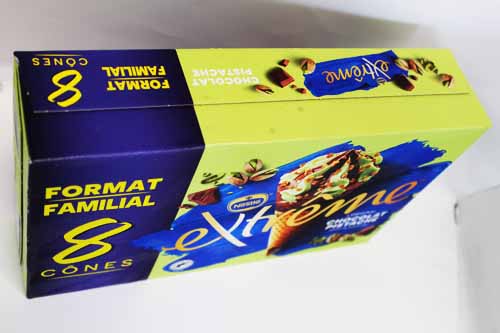 8
CÔNES
FORMAT
FAMILIAL
CHOCOLAT
PISTACHE
extrême
FORMAT
FAMILIAL
8
CÔNES
Nestlé
extrême
CHOCOLAT
PISTACHE